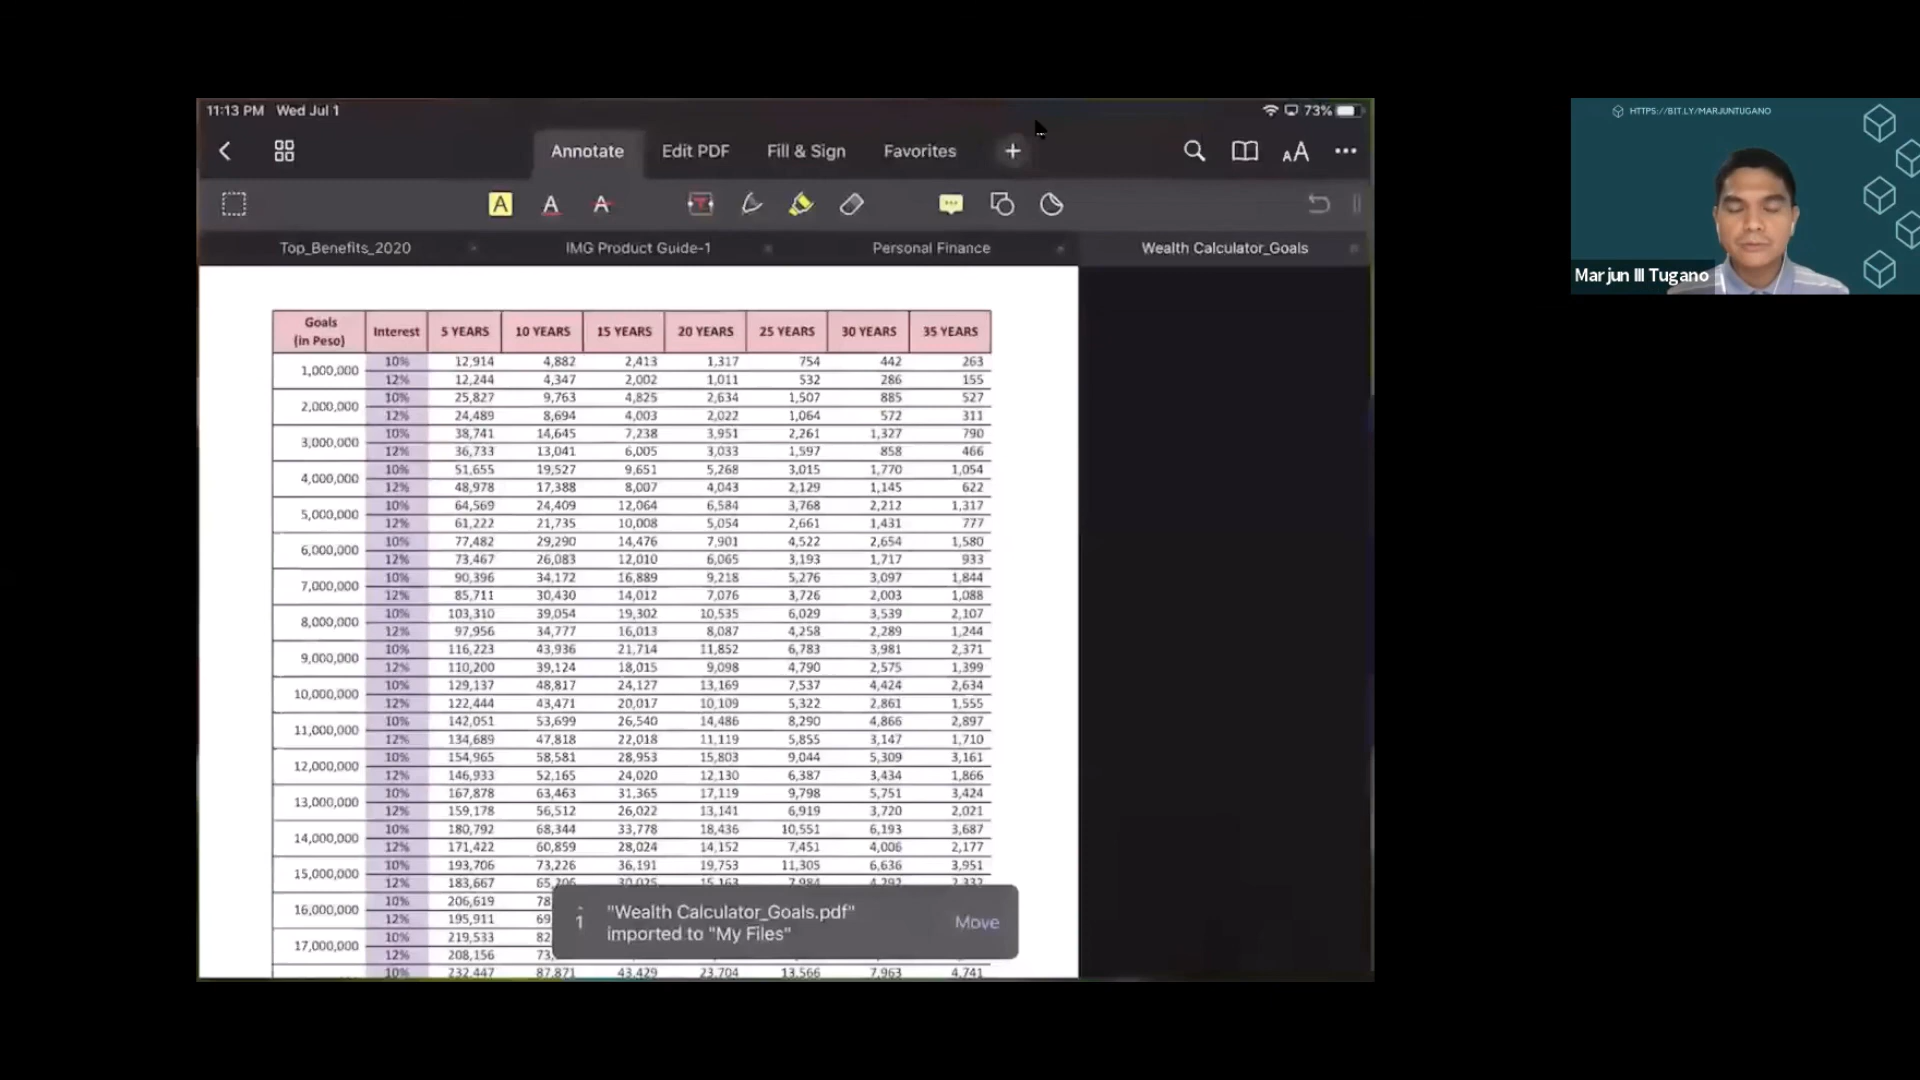 11:13 PM Wed Jul 1
73%
Annotate Edit PDF Fill & Sign Favorites
Top_Benefits_2020 IMG Product Guide-1 Personal Finance Wealth Calculator_Goals
Goals (in Peso) Interest 5 YEARS 10 YEARS 15 YEARS 20 YEARS 25 YEARS 30 YEARS 35 YEARS
1,000,000 10% 12,914 4,882 2,413 1,317 754 442 263
12% 12,244 4,347 2,002 1,011 532 286 155
2,000,000 10% 25,827 9,763 4,825 2,634 1,507 885 527
12% 24,489 8,694 4,003 2,022 1,064 572 311
3,000,000 10% 38,741 14,645 7,238 3,951 2,261 1,327 790
12% 36,733 13,041 6,005 3,033 1,597 858 466
4,000,000 10% 51,655 19,527 9,651 5,268 3,015 1,770 1,054
12% 48,978 17,388 8,007 4,043 2,129 1,145 622
5,000,000 10% 64,569 24,409 12,064 6,584 3,768 2,212 1,317
12% 61,222 21,735 10,008 5,054 2,661 1,431 777
6,000,000 10% 77,482 29,290 14,476 7,901 4,522 2,654 1,580
12% 73,467 26,083 12,010 6,065 3,193 1,717 933
7,000,000 10% 90,396 34,172 16,889 9,218 5,276 3,097 1,844
12% 85,711 30,430 14,012 7,076 3,726 2,003 1,088
8,000,000 10% 103,310 39,054 19,302 10,535 6,029 3,539 2,107
12% 97,956 34,777 16,013 8,087 4,258 2,289 1,244
9,000,000 10% 116,223 43,936 21,714 11,852 6,783 3,981 2,371
12% 110,200 39,124 18,015 9,098 4,790 2,575 1,399
10,000,000 10% 129,137 48,817 24,127 13,169 7,537 4,424 2,634
12% 122,444 43,471 20,017 10,109 5,322 2,861 1,555
11,000,000 10% 142,051 53,699 26,540 14,486 8,290 4,866 2,897
12% 134,689 47,818 22,018 11,119 5,855 3,147 1,710
12,000,000 10% 154,965 58,581 28,953 15,803 9,044 5,309 3,161
12% 146,933 52,165 24,020 12,130 6,387 3,434 1,866
13,000,000 10% 167,878 63,463 31,365 17,119 9,798 5,751 3,424
12% 159,178 56,512 26,022 13,141 6,919 3,720 2,021
14,000,000 10% 180,792 68,344 33,778 18,436 10,551 6,193 3,687
12% 171,422 60,859 28,024 14,152 7,451 4,006 2,177
15,000,000 10% 193,706 73,226 36,191 19,753 11,305 6,636 3,951
12% 183,667 65,206 30,025 15,163 7,984 4,292 2,332
16,000,000 10% 206,619 78
12% 195,911 69
17,000,000 10% 219,533 82
12% 208,156 73,
10% 232,447 87,871 43,429 23,704 13,566 7,963 4,741
1 "Wealth Calculator_Goals.pdf"
imported to "My Files"
Move
HTTPS://BIT.LY/MARJUNTUGANO
Marjun III Tugano